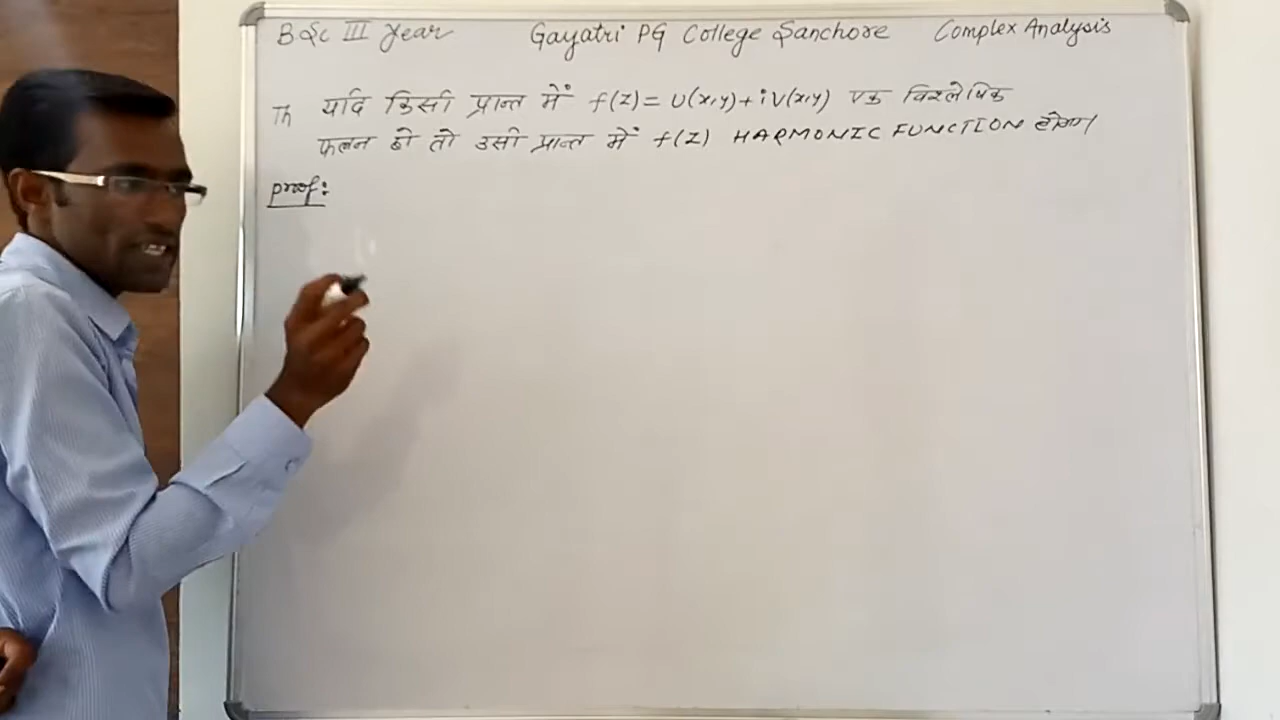 BSc III Year Gayatri PG College Sanchore Complex Analysis
Th यदि किसी प्रान्त में f(z)= U(x,y)+iV(x,y) एक विश्लेषिक
फलन हो तो उसी प्रान्त में f(z) HARMONIC FUNCTION होगा।
proof: